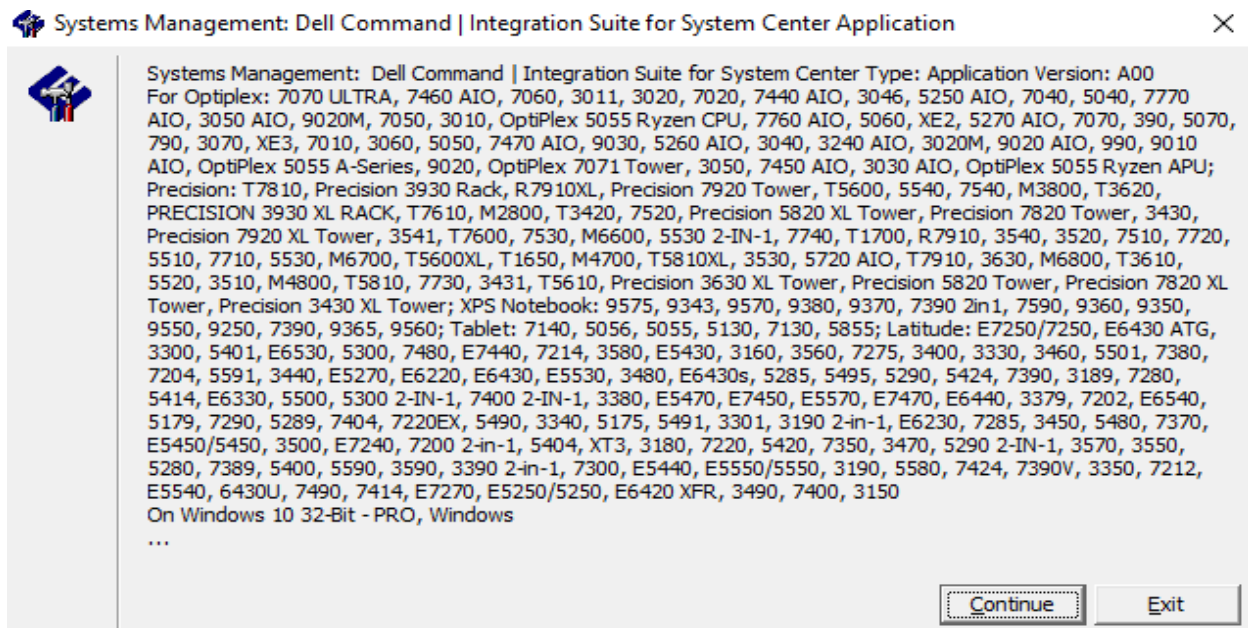 Systems Management: Dell Command | Integration Suite for System Center Application
Systems Management:  Dell Command | Integration Suite for System Center Type: Application Version: A00
For Optiplex: 7070 ULTRA, 7460 AIO, 7060, 3011, 3020, 7020, 7440 AIO, 3046, 5250 AIO, 7040, 5040, 7770
AIO, 3050 AIO, 9020M, 7050, 3010, OptiPlex 5055 Ryzen CPU, 7760 AIO, 5060, XE2, 5270 AIO, 7070, 390, 5070,
790, 3070, XE3, 7010, 3060, 5050, 7470 AIO, 9030, 5260 AIO, 3040, 3240 AIO, 3020M, 9020 AIO, 990, 9010
AIO, OptiPlex 5055 A-Series, 9020, OptiPlex 7071 Tower, 3050, 7450 AIO, 3030 AIO, OptiPlex 5055 Ryzen APU;
Precision: T7810, Precision 3930 Rack, R7910XL, Precision 7920 Tower, T5600, 5540, 7540, M3800, T3620,
PRECISION 3930 XL RACK, T7610, M2800, T3420, 7520, Precision 5820 XL Tower, Precision 7820 Tower, 3430,
Precision 7920 XL Tower, 3541, T7600, 7530, M6600, 5530 2-IN-1, 7740, T1700, R7910, 3540, 3520, 7510, 7720,
5510, 7710, 5530, M6700, T5600XL, T1650, M4700, T5810XL, 3530, 5720 AIO, T7910, 3630, M6800, T3610,
5520, 3510, M4800, T5810, 7730, 3431, T5610, Precision 3630 XL Tower, Precision 5820 Tower, Precision 7820 XL
Tower, Precision 3430 XL Tower; XPS Notebook: 9575, 9343, 9570, 9380, 9370, 7390 2in1, 7590, 9360, 9350,
9550, 9250, 7390, 9365, 9560; Tablet: 7140, 5056, 5055, 5130, 7130, 5855; Latitude: E7250/7250, E6430 ATG,
3300, 5401, E6530, 5300, 7480, E7440, 7214, 3580, E5430, 3160, 3560, 7275, 3400, 3330, 3460, 5501, 7380,
7204, 5591, 3440, E5270, E6220, E6430, E5530, 3480, E6430s, 5285, 5495, 5290, 5424, 7390, 3189, 7280,
5414, E6330, 5500, 5300 2-IN-1, 7400 2-IN-1, 3380, E5470, E7450, E5570, E7470, E6440, 3379, 7202, E6540,
5179, 7290, 5289, 7404, 7220EX, 5490, 3340, 5175, 5491, 3301, 3190 2-in-1, E6230, 7285, 3450, 5480, 7370,
E5450/5450, 3500, E7240, 7200 2-in-1, 5404, XT3, 3180, 7220, 5420, 7350, 3470, 5290 2-IN-1, 3570, 3550,
5280, 7389, 5400, 5590, 3590, 3390 2-in-1, 7300, E5440, E5550/5550, 3190, 5580, 7424, 7390V, 3350, 7212,
E5540, 6430U, 7490, 7414, E7270, E5250/5250, E6420 XFR, 3490, 7400, 3150
On Windows 10 32-Bit - PRO, Windows
...
Continue
Exit